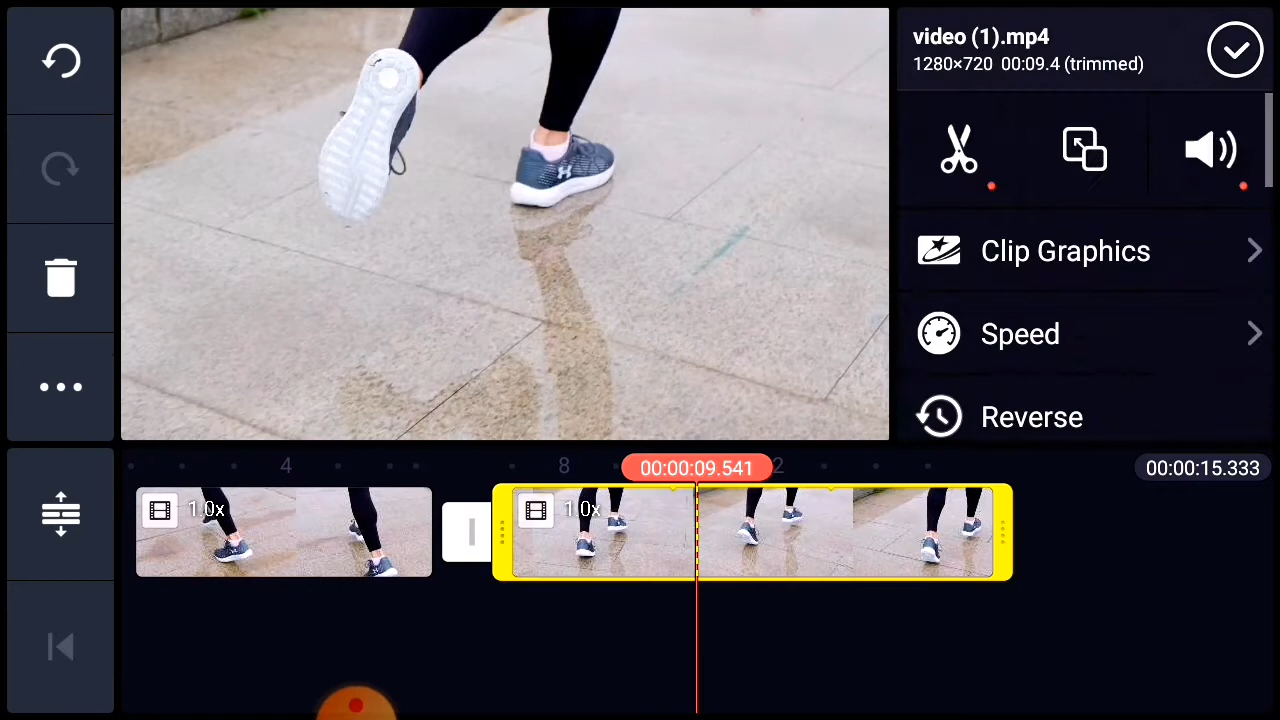 video (1).mp4
1280×720 00:09.4 (trimmed)
Clip Graphics
Speed
Reverse
4
8
00:00:09.541
2
00:00:15.333
1.0x
1.0x